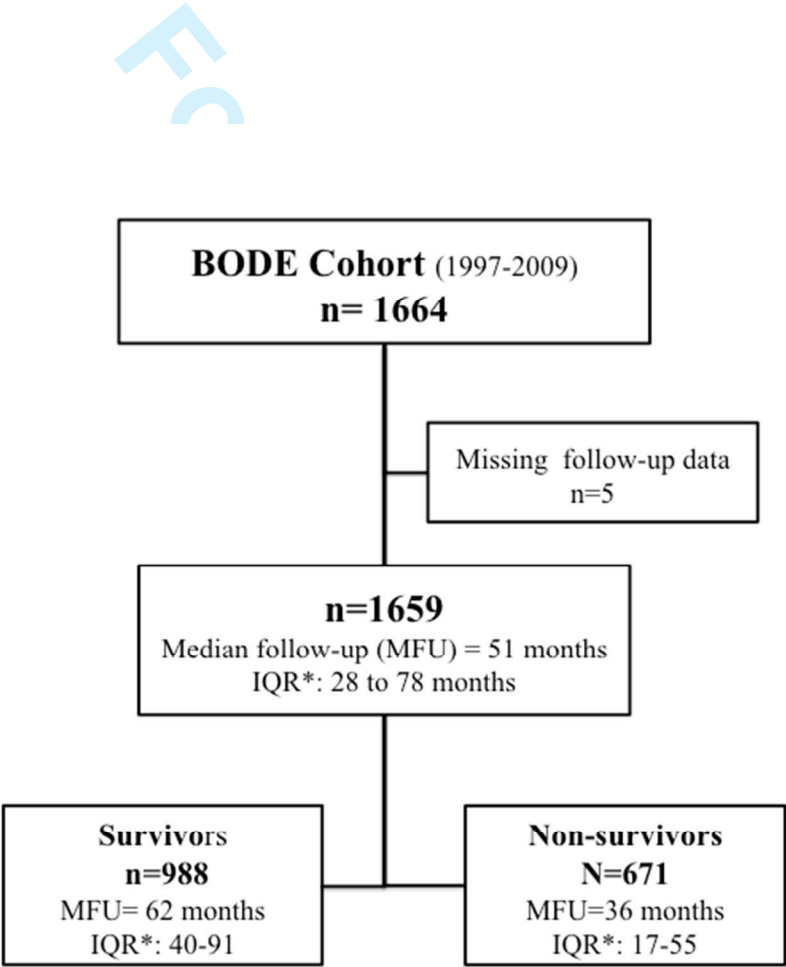 BODE Cohort (1997-2009)
n= 1664
Missing follow-up data
n=5
n=1659
Median follow-up (MFU) = 51 months
IQR*: 28 to 78 months
Survivors
n=988
MFU= 62 months
IQR*: 40-91
Non-survivors
N=671
MFU=36 months
IQR*: 17-55